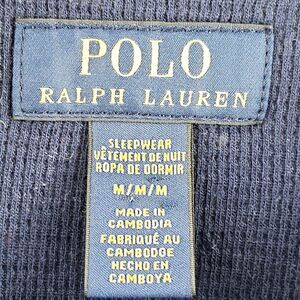 POLO
RALPH LAUREN
SLEEPWEAR
VÊTEMENT DE NUIT
ROPA DE DORMIR
M/M/M
MADE IN
CAMBODIA
FABRIQUÉ AU
CAMBODGE
HECHO EN
CAMBOYA